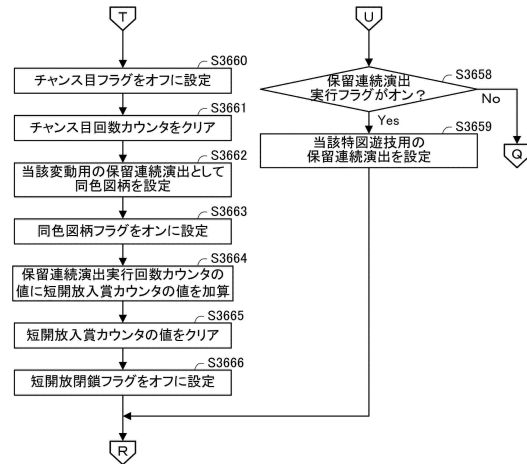 T
S3660
チャンス目フラグをオフに設定
S3661
チャンス目回数カウンタをクリア
S3662
当該変動用の保留連続演出として
同色図柄を設定
S3663
同色図柄フラグをオンに設定
S3664
保留連続演出実行回数カウンタの
値に短開放入賞カウンタの値を加算
S3665
短開放入賞カウンタの値をクリア
S3666
短開放閉鎖フラグをオフに設定
R
U
S3658
保留連続演出
実行フラグがオン?
No
Yes
S3659
当該特図遊技用の
保留連続演出を設定
Q